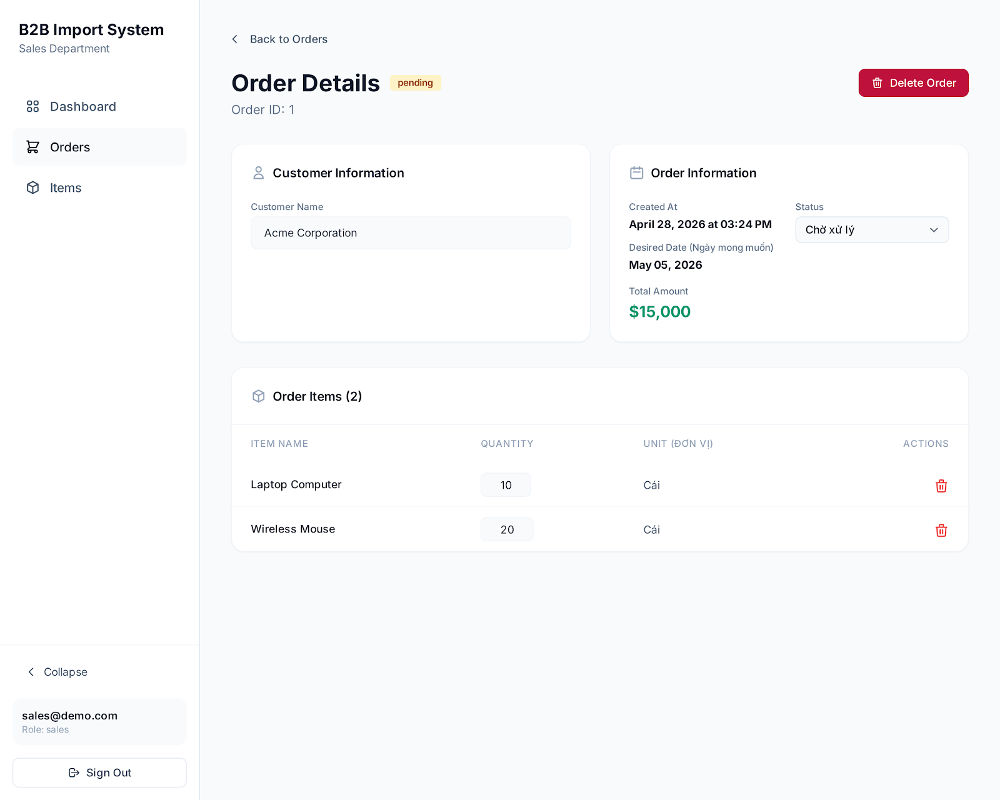 B2B Import System
Sales Department
Dashboard
Orders
Items
Collapse
sales@demo.com
Role: sales
Sign Out
Back to Orders
Order Details
pending
Delete Order
Order ID: 1
Customer Information
Customer Name
Acme Corporation
Order Information
Created At
April 28, 2026 at 03:24 PM
Status
Chờ xử lý
Desired Date (Ngày mong muốn)
May 05, 2026
Total Amount
$15,000
Order Items (2)
ITEM NAME QUANTITY UNIT (ĐƠN VỊ) ACTIONS
Laptop Computer 10 Cái
Wireless Mouse 20 Cái